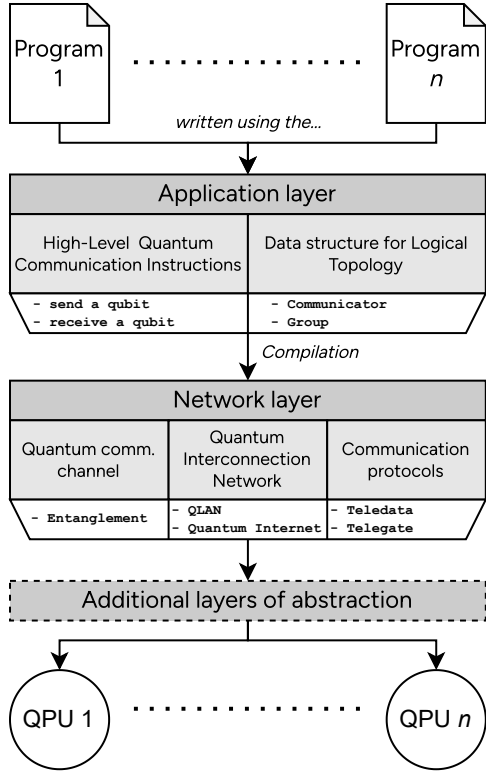 Program
1
Program
n
written using the...
Application layer
High-Level Quantum
Communication Instructions
Data structure for Logical
Topology
- send a qubit
- receive a qubit
- Communicator
- Group
Compilation
Network layer
Quantum comm.
channel
Quantum
Interconnection
Network
Communication
protocols
- Entanglement
- QLAN
- Quantum Internet
- Teledata
- Telegate
Additional layers of abstraction
QPU 1
QPU n